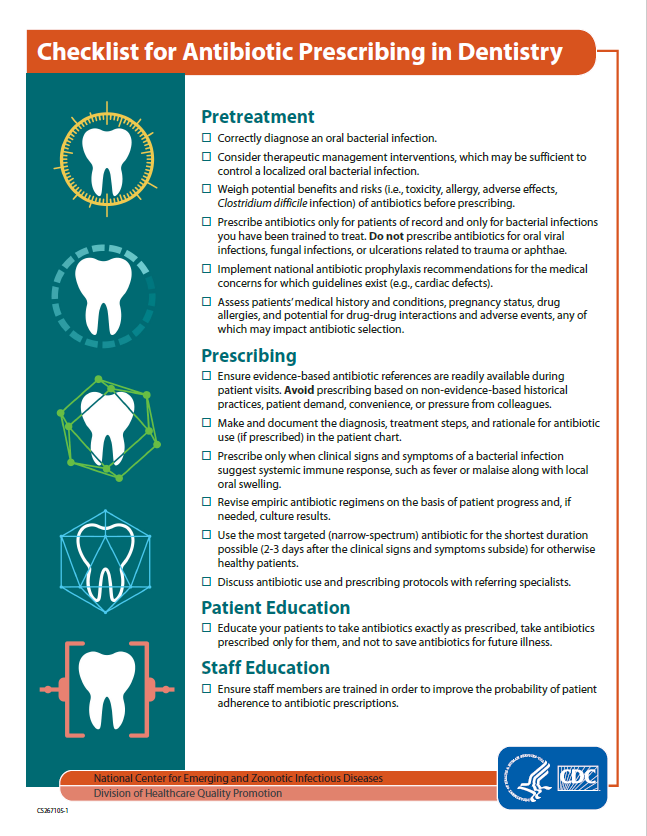 Checklist for Antibiotic Prescribing in Dentistry
Pretreatment
☐ Correctly diagnose an oral bacterial infection.
☐ Consider therapeutic management interventions, which may be sufficient to
control a localized oral bacterial infection.
☐ Weigh potential benefits and risks (i.e., toxicity, allergy, adverse effects,
Clostridium difficile infection) of antibiotics before prescribing.
☐ Prescribe antibiotics only for patients of record and only for bacterial infections
you have been trained to treat. Do not prescribe antibiotics for oral viral
infections, fungal infections, or ulcerations related to trauma or aphthae.
☐ Implement national antibiotic prophylaxis recommendations for the medical
concerns for which guidelines exist (e.g., cardiac defects).
☐ Assess patients’ medical history and conditions, pregnancy status, drug
allergies, and potential for drug-drug interactions and adverse events, any of
which may impact antibiotic selection.
Prescribing
☐ Ensure evidence-based antibiotic references are readily available during
patient visits. Avoid prescribing based on non-evidence-based historical
practices, patient demand, convenience, or pressure from colleagues.
☐ Make and document the diagnosis, treatment steps, and rationale for antibiotic
use (if prescribed) in the patient chart.
☐ Prescribe only when clinical signs and symptoms of a bacterial infection
suggest systemic immune response, such as fever or malaise along with local
oral swelling.
☐ Revise empiric antibiotic regimens on the basis of patient progress and, if
needed, culture results.
☐ Use the most targeted (narrow-spectrum) antibiotic for the shortest duration
possible (2-3 days after the clinical signs and symptoms subside) for otherwise
healthy patients.
☐ Discuss antibiotic use and prescribing protocols with referring specialists.
Patient Education
☐ Educate your patients to take antibiotics exactly as prescribed, take antibiotics
prescribed only for them, and not to save antibiotics for future illness.
Staff Education
☐ Ensure staff members are trained in order to improve the probability of patient
adherence to antibiotic prescriptions.
National Center for Emerging and Zoonotic Infectious Diseases
Division of Healthcare Quality Promotion
CDC
CS267105-1